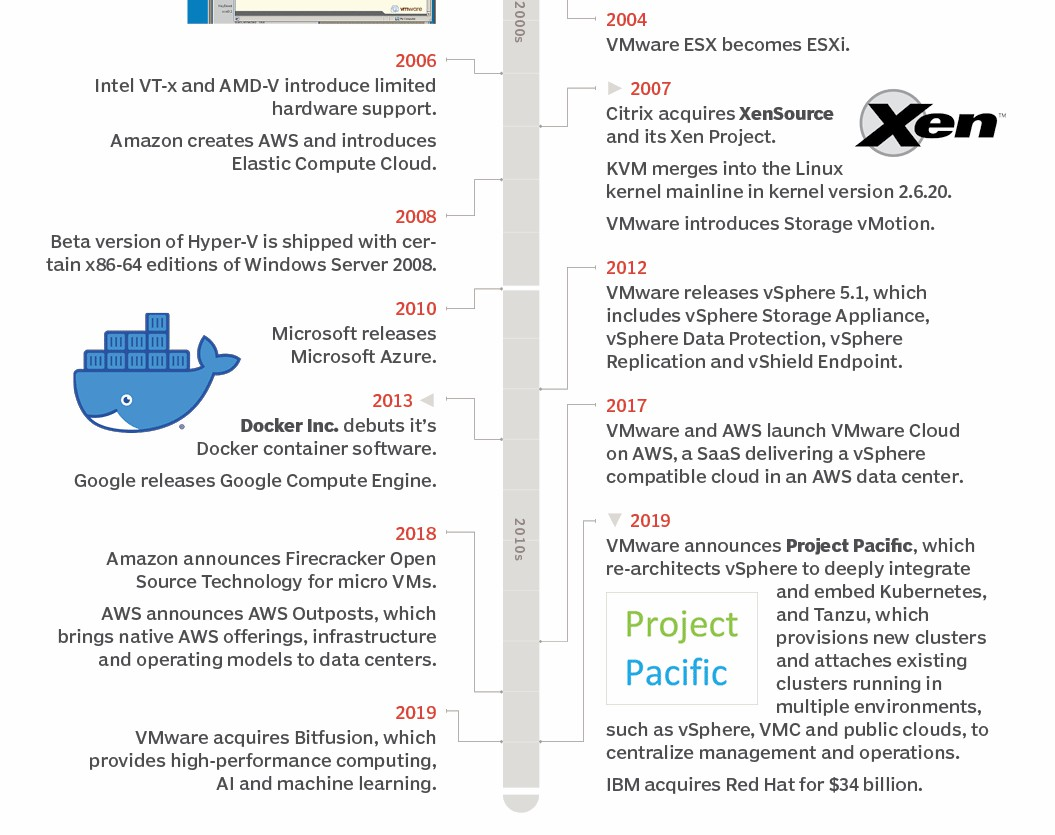 vmware
2000s
2004
VMware ESX becomes ESXi.
2006
Intel VT-x and AMD-V introduce limited
hardware support.
Amazon creates AWS and introduces
Elastic Compute Cloud.
2007
Citrix acquires XenSource
and its Xen Project.
Xen™
KVM merges into the Linux
kernel mainline in kernel version 2.6.20.
VMware introduces Storage vMotion.
2008
Beta version of Hyper-V is shipped with cer-
tain x86-64 editions of Windows Server 2008.
2010
Microsoft releases
Microsoft Azure.
2012
VMware releases vSphere 5.1, which
includes vSphere Storage Appliance,
vSphere Data Protection, vSphere
Replication and vShield Endpoint.
2013
Docker Inc. debuts it's
Docker container software.
Google releases Google Compute Engine.
2017
VMware and AWS launch VMware Cloud
on AWS, a SaaS delivering a vSphere
compatible cloud in an AWS data center.
2010s
2018
Amazon announces Firecracker Open
Source Technology for micro VMs.
AWS announces AWS Outposts, which
brings native AWS offerings, infrastructure
and operating models to data centers.
2019
VMware acquires Bitfusion, which
provides high-performance computing,
AI and machine learning.
2019
VMware announces Project Pacific, which
re-architects vSphere to deeply integrate
and embed Kubernetes,
and Tanzu, which
provisions new clusters
and attaches existing
clusters running in
multiple environments,
such as vSphere, VMC and public clouds, to
centralize management and operations.
Project
Pacific
IBM acquires Red Hat for $34 billion.